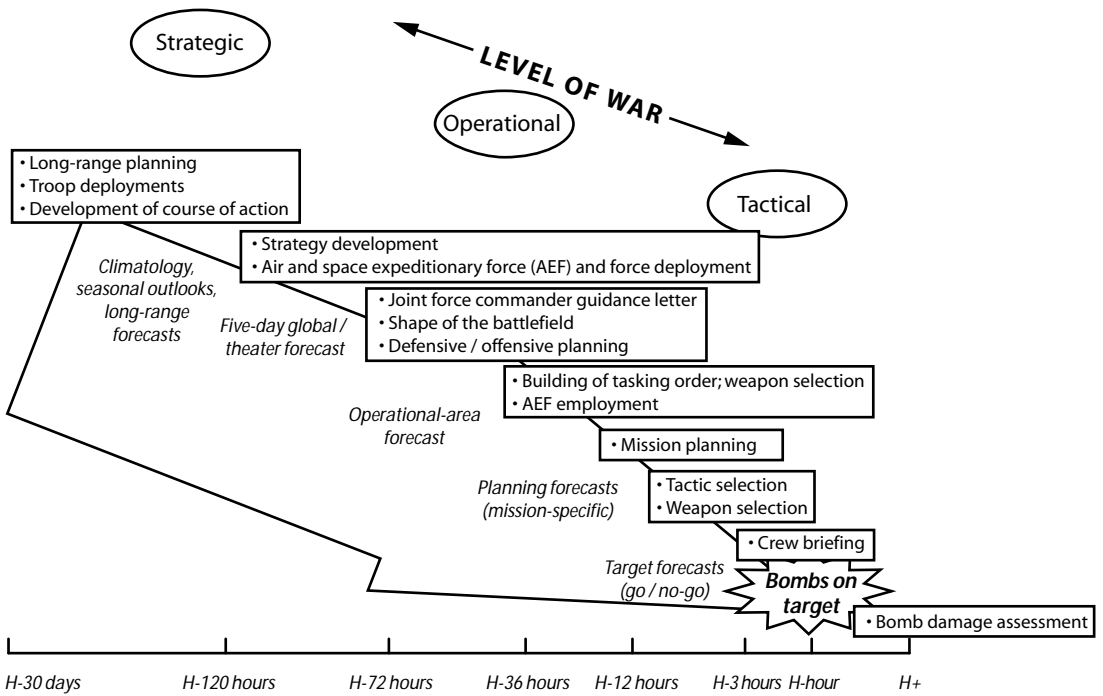 Strategic
LEVEL OF WAR
Operational
Tactical
• Long-range planning
• Troop deployments
• Development of course of action
• Strategy development
• Air and space expeditionary force (AEF) and force deployment
Climatology,
seasonal outlooks,
long-range
forecasts
• Joint force commander guidance letter
• Shape of the battlefield
• Defensive / offensive planning
Five-day global /
theater forecast
• Building of tasking order; weapon selection
• AEF employment
Operational-area
forecast
• Mission planning
• Tactic selection
• Weapon selection
Planning forecasts
(mission-specific)
• Crew briefing
Target forecasts
(go / no-go)
Bombs on
target
• Bomb damage assessment
H-30 days H-120 hours H-72 hours H-36 hours H-12 hours H-3 hours H-hour H+